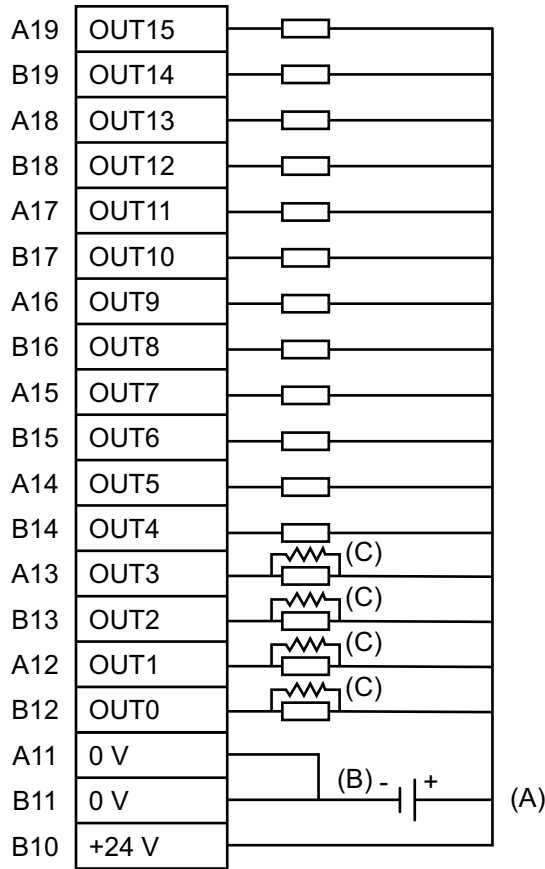 A19 OUT15
B19 OUT14
A18 OUT13
B18 OUT12
A17 OUT11
B17 OUT10
A16 OUT9
B16 OUT8
A15 OUT7
B15 OUT6
A14 OUT5
B14 OUT4
(C)
A13 OUT3
(C)
B13 OUT2
(C)
A12 OUT1
(C)
B12 OUT0
A11 0 V
B11 0 V (B) - + (A)
B10 +24 V